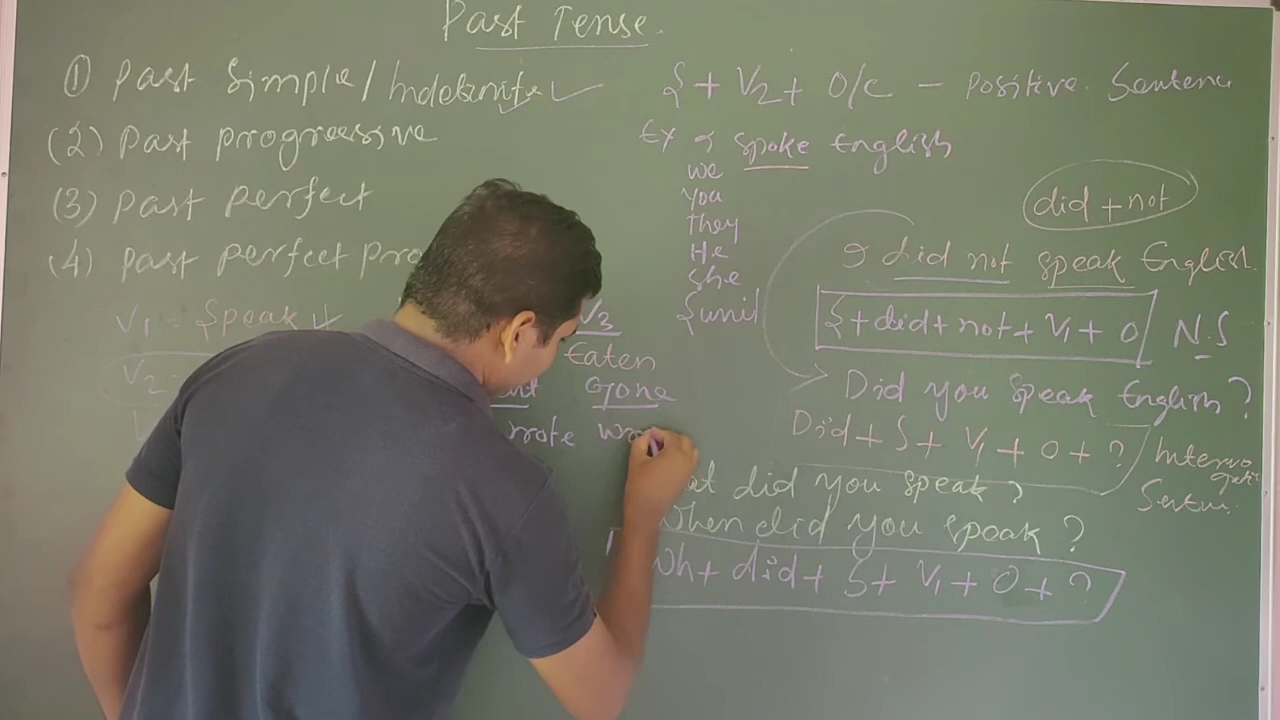 Past Tense.
① Past Simple/Indefinite ✓
(2) Past progressive
(3) Past perfect
(4) Past perfect pro
V1 = Speak ↓
V2
V3
Eaten
Gone
rote
S + V2 + O/C - Positive Sentence
Ex I spoke English
we
you
they
He
she
Sunil
did + not
I did not speak English.
S + did + not + V1 + O N.S
Did you speak English?
Did + S + V1 + O + ? Interro
gative
at did you speak?
When did you speak?
Wh + did + S + V1 + O + ?